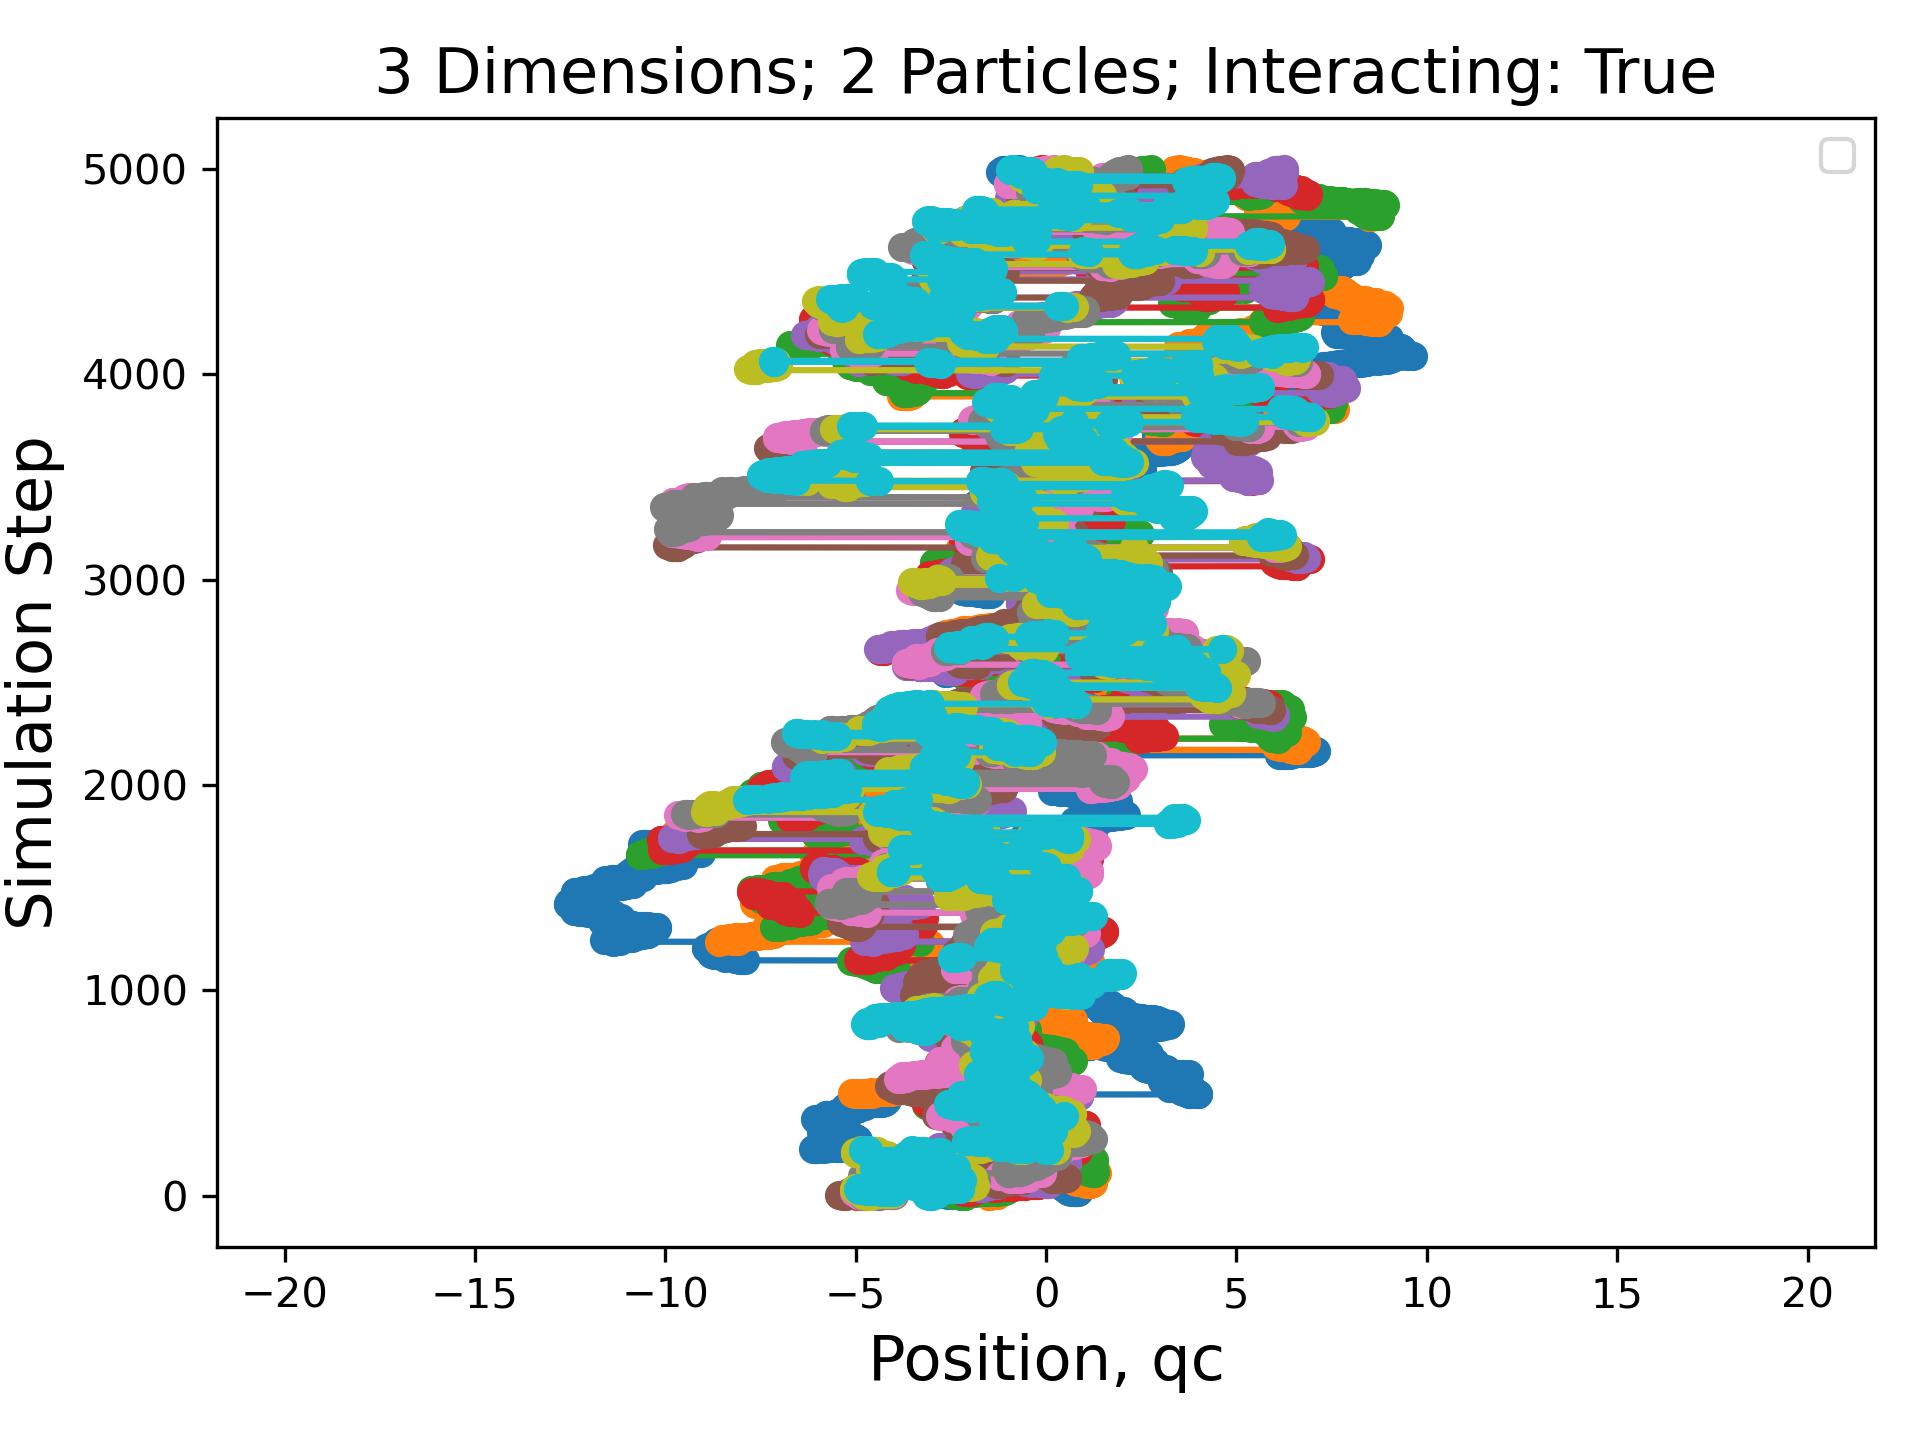 3 Dimensions; 2 Particles; Interacting: True
5000
4000
3000
2000
1000
0
Simulation Step
−20 −15 −10 −5 0 5 10 15 20
Position, qc